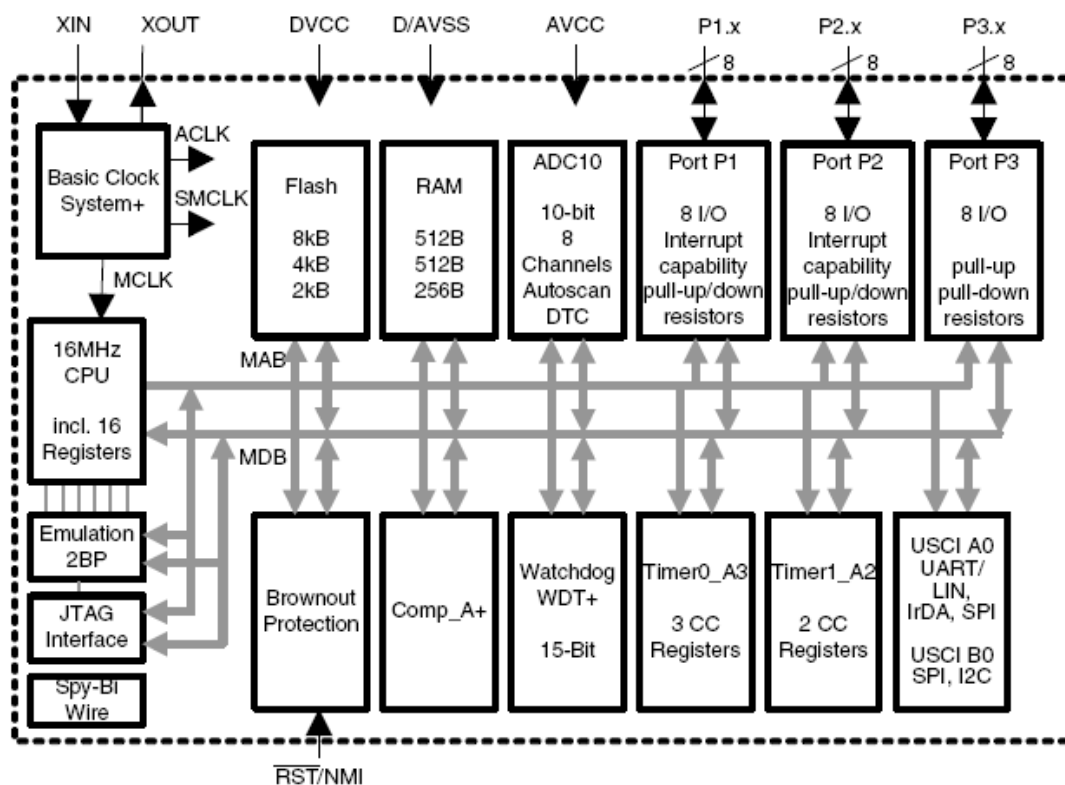 XIN
XOUT
DVCC
D/AVSS
AVCC
P1.x
P2.x
P3.x
8
8
8
Basic Clock
System+
ACLK
SMCLK
MCLK
Flash
8kB
4kB
2kB
RAM
512B
512B
256B
ADC10
10-bit
8
Channels
Autoscan
DTC
Port P1
8 I/O
Interrupt
capability
pull-up/down
resistors
Port P2
8 I/O
Interrupt
capability
pull-up/down
resistors
Port P3
8 I/O
pull-up
pull-down
resistors
16MHz
CPU
incl. 16
Registers
MAB
MDB
Emulation
2BP
JTAG
Interface
Spy-Bi
Wire
Brownout
Protection
Comp_A+
Watchdog
WDT+
15-Bit
Timer0_A3
3 CC
Registers
Timer1_A2
2 CC
Registers
USCI A0
UART/
LIN,
IrDA, SPI
USCI B0
SPI, I2C
RST/NMI